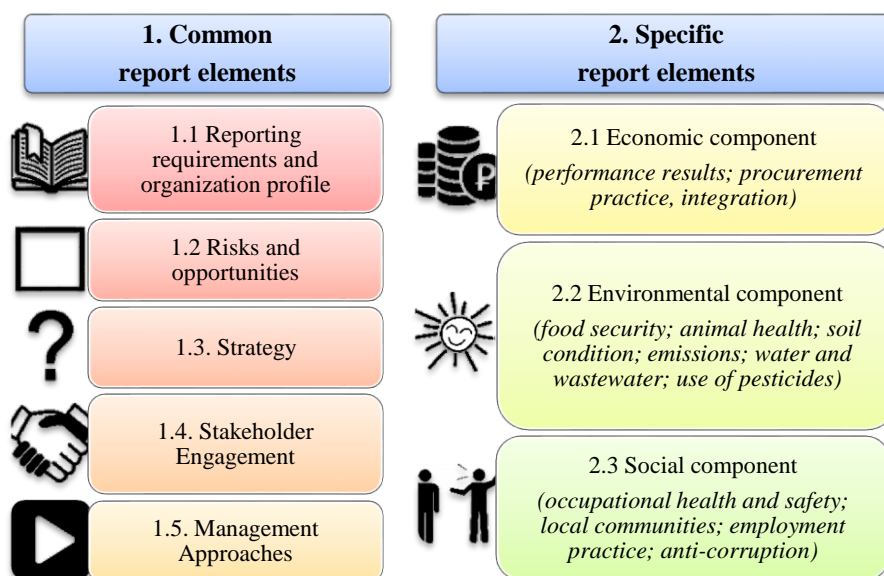 1. Common
report elements
1.1 Reporting
requirements and
organization profile
1.2 Risks and
opportunities
1.3. Strategy
1.4. Stakeholder
Engagement
1.5. Management
Approaches
2. Specific
report elements
2.1 Economic component
(performance results; procurement
practice, integration)
2.2 Environmental component
(food security; animal health; soil
condition; emissions; water and
wastewater; use of pesticides)
2.3 Social component
(occupational health and safety;
local communities; employment
practice; anti-corruption)